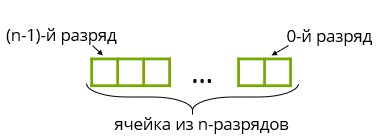 (n-1)-й разряд
0-й разряд
...
ячейка из n-разрядов